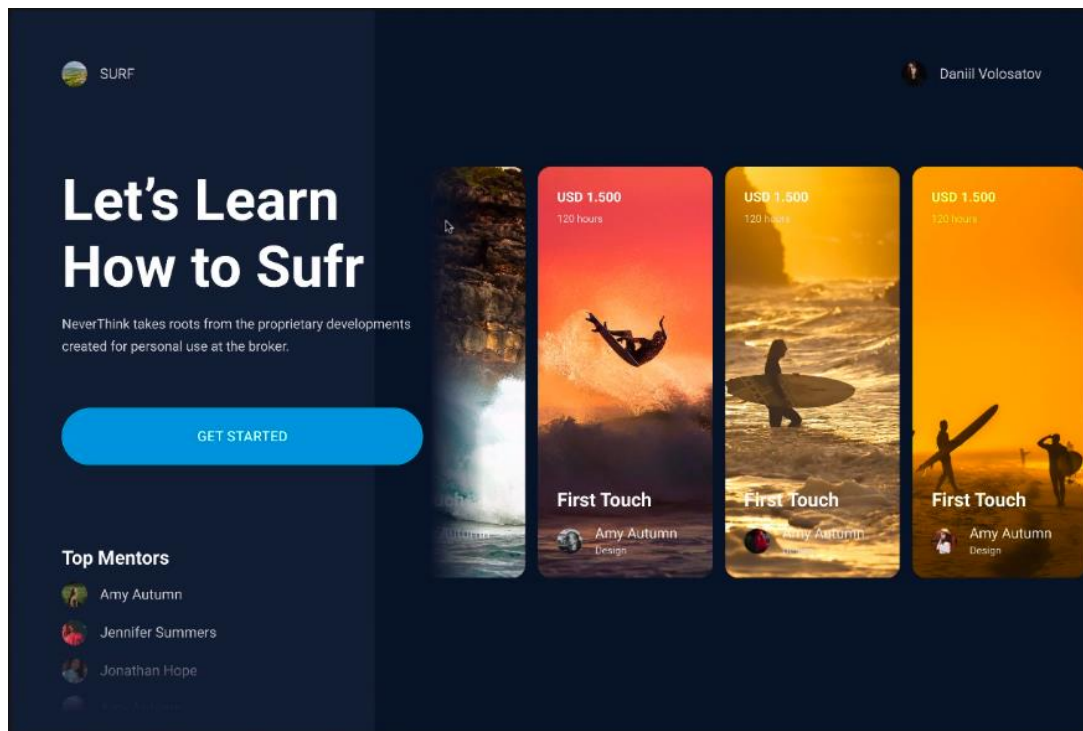 SURF
Daniil Volosatov
Let's Learn
How to Sufr
NeverThink takes roots from the proprietary developments
created for personal use at the broker.
GET STARTED
Top Mentors
Amy Autumn
Jennifer Summers
Jonathan Hope
USD 1.500
120 hours
First Touch
Amy Autumn
Design
USD 1.500
120 hours
First Touch
Amy Autumn
USD 1.500
120 hours
First Touch
Amy Autumn
Design